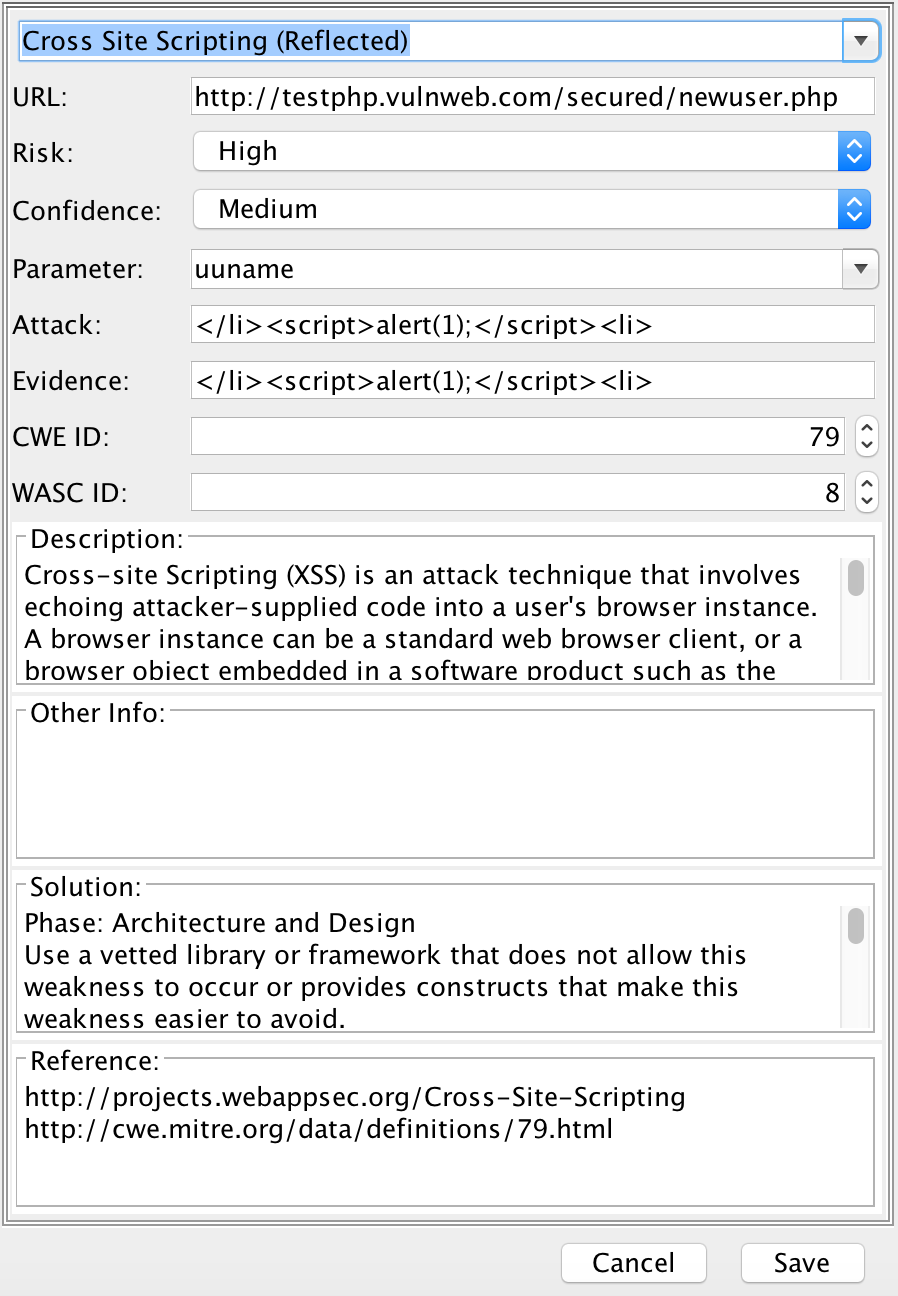 Cross Site Scripting (Reflected)
URL: http://testphp.vulnweb.com/secured/newuser.php
Risk: High
Confidence: Medium
Parameter: uuname
Attack: </li><script>alert(1);</script><li>
Evidence: </li><script>alert(1);</script><li>
CWE ID: 79
WASC ID: 8
Description:
Cross-site Scripting (XSS) is an attack technique that involves
echoing attacker-supplied code into a user's browser instance.
A browser instance can be a standard web browser client, or a
browser object embedded in a software product such as the
Other Info:
Solution:
Phase: Architecture and Design
Use a vetted library or framework that does not allow this
weakness to occur or provides constructs that make this
weakness easier to avoid.
Reference:
http://projects.webappsec.org/Cross-Site-Scripting
http://cwe.mitre.org/data/definitions/79.html
Cancel Save